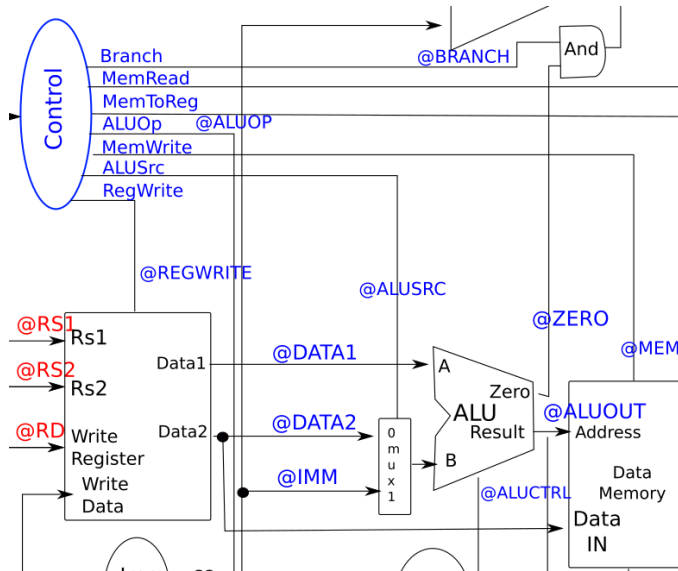 Control
Branch
MemRead
MemToReg
ALUOp
MemWrite
ALUSrc
RegWrite
@BRANCH
And
@ALUOP
@REGWRITE
@ALUSRC
@ZERO
@MEM
@RS1
Rs1
@RS2
Rs2
@RD
Write
Register
Write
Data
Data1
Data2
@DATA1
@DATA2
@IMM
0
mux
1
A
B
Zero
ALU
Result
@ALUCTRL
@ALUOUT
Address
Data
Memory
Data
IN